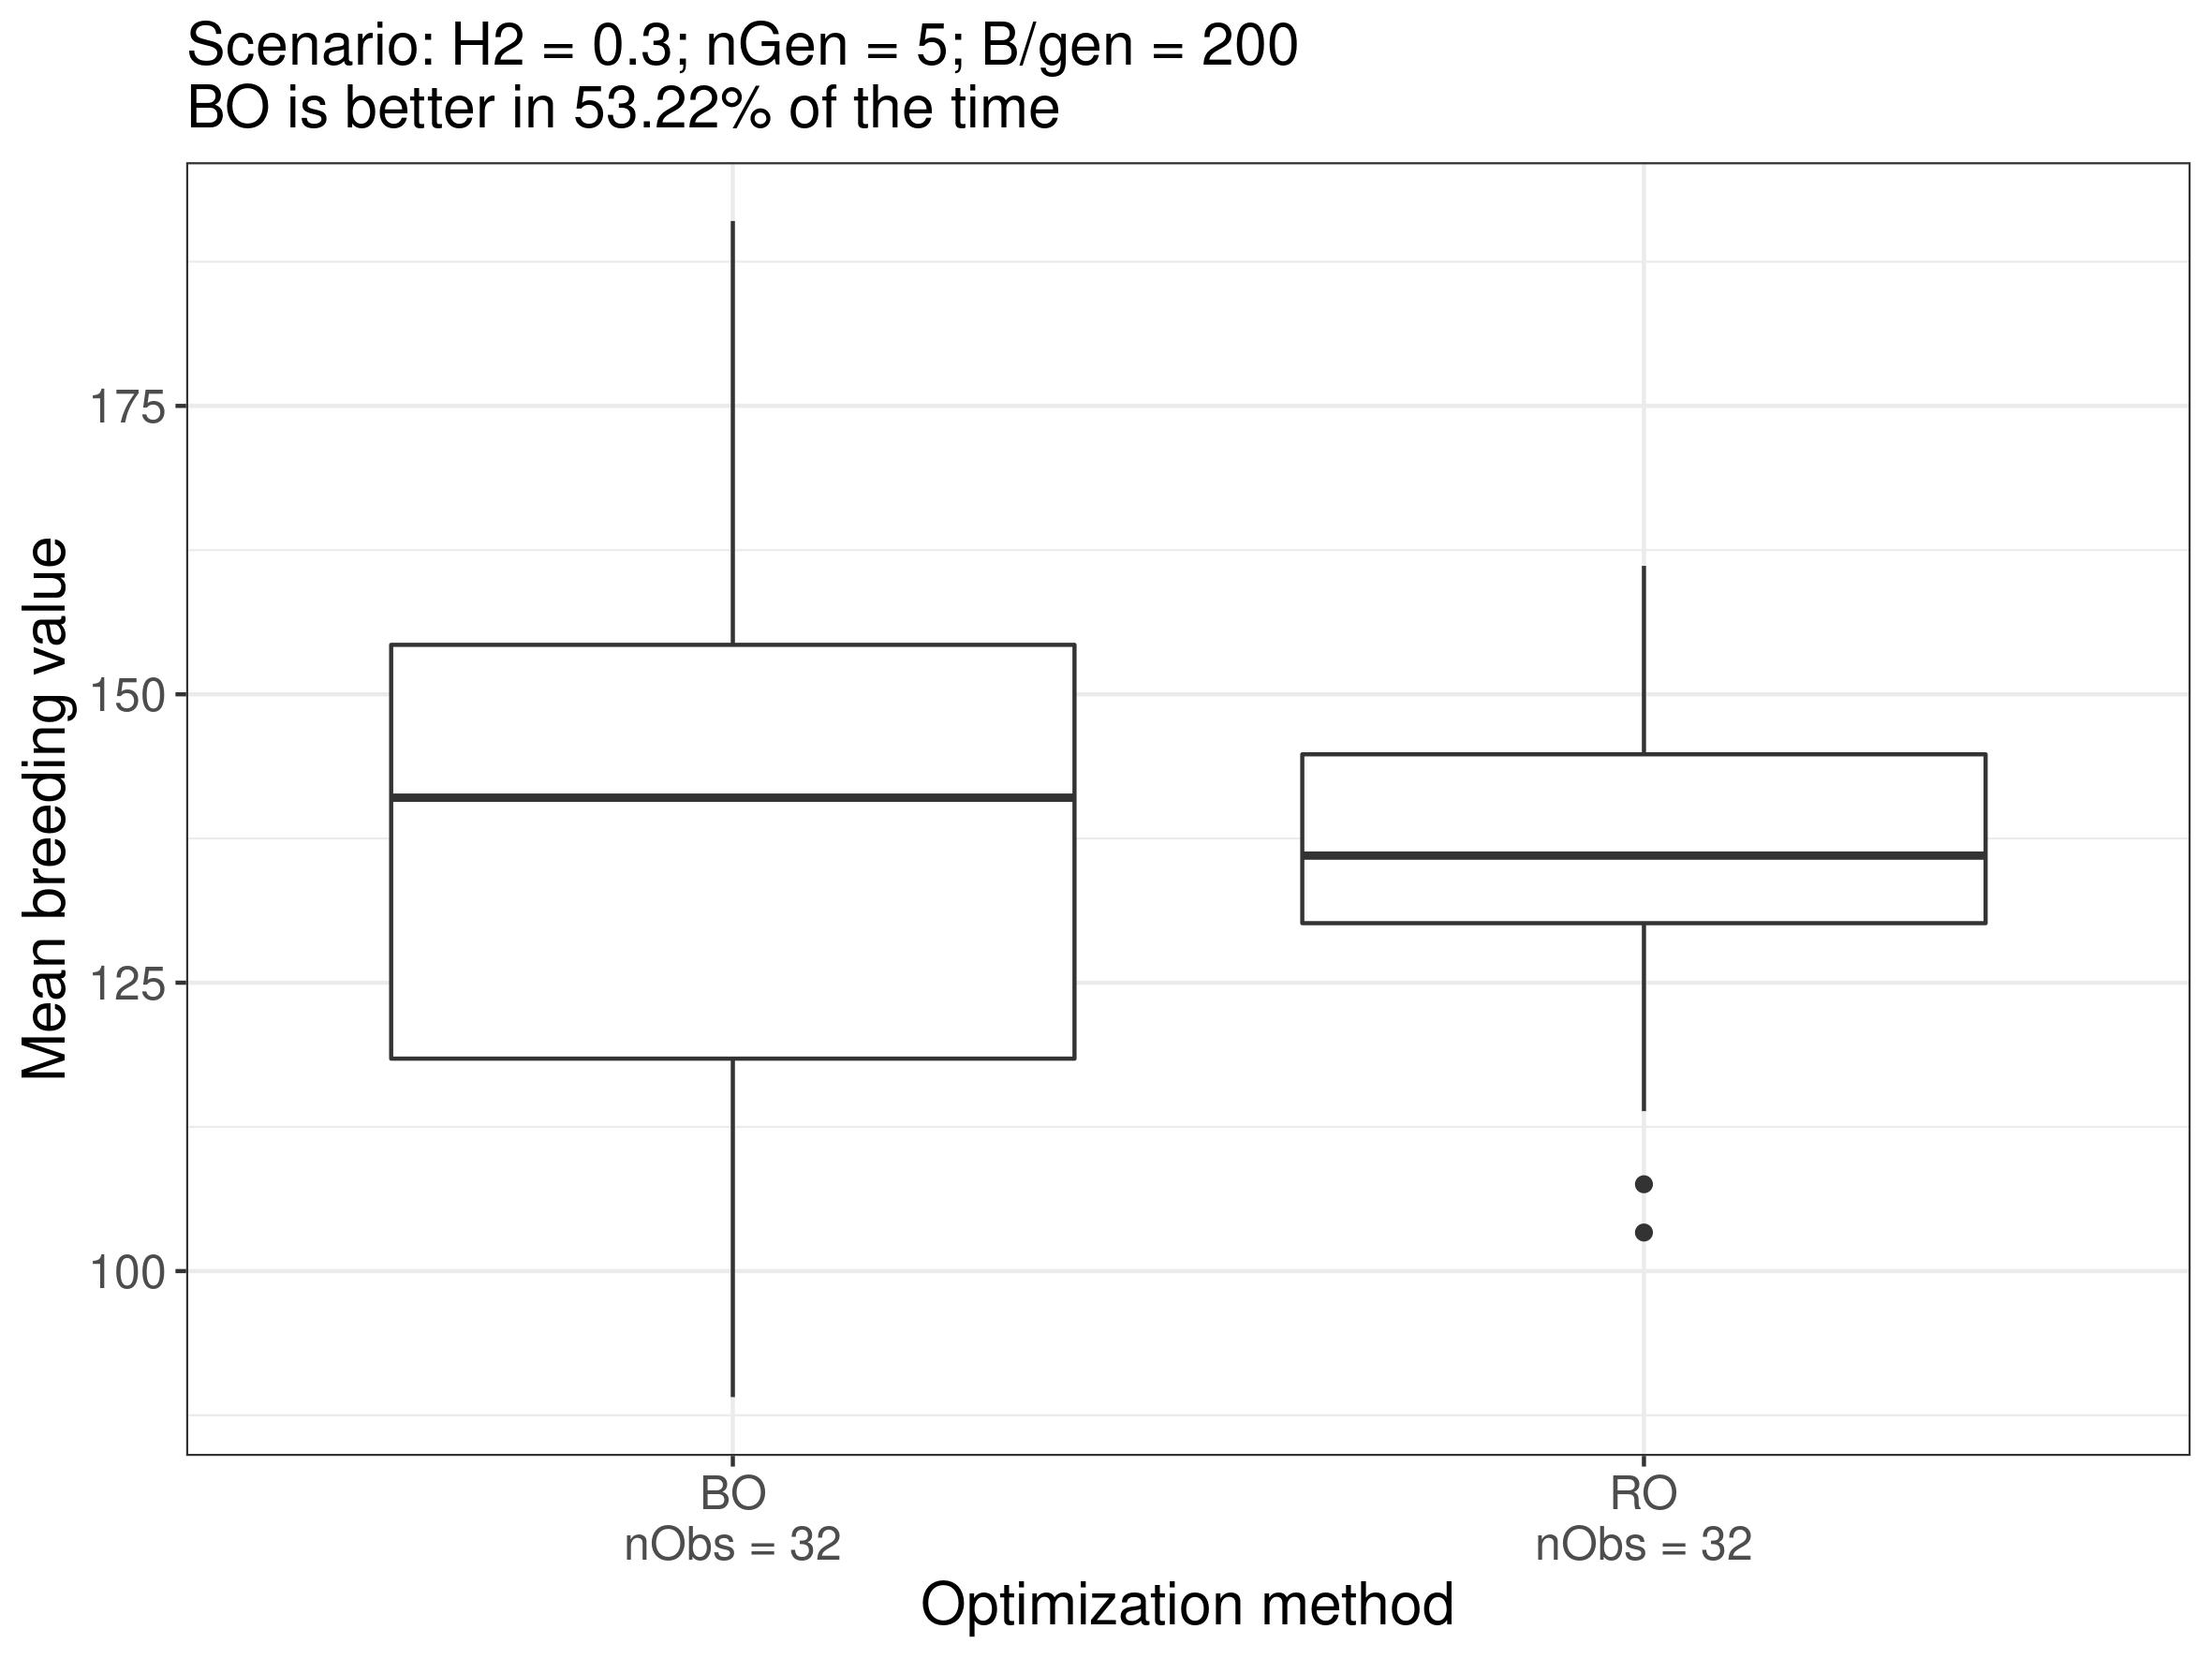 Scenario: H2 = 0.3; nGen = 5; B/gen = 200
BO is better in 53.22% of the time
Mean breeding value
175
150
125
100
BO
nObs = 32
RO
nObs = 32
Optimization method